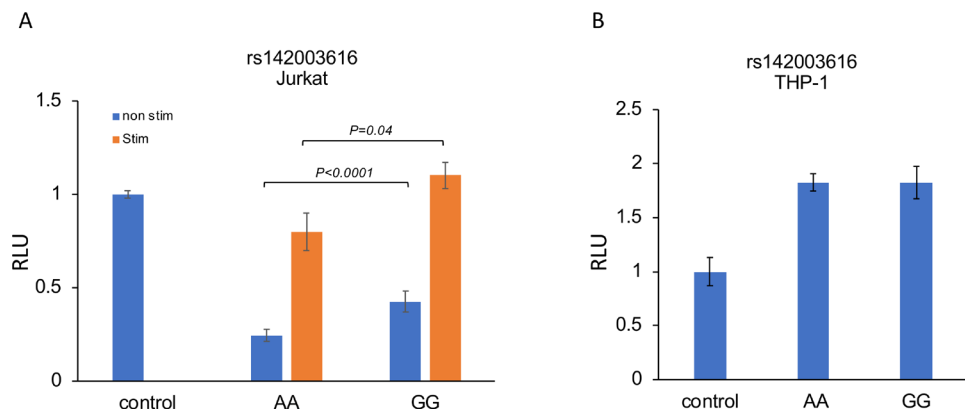 A
rs142003616
Jurkat
1.5
non stim
Stim
P=0.04
P<0.0001
1
RLU
0.5
0
control
AA
GG
B
rs142003616
THP-1
2.5
2
1.5
RLU
1
0.5
0
control
AA
GG